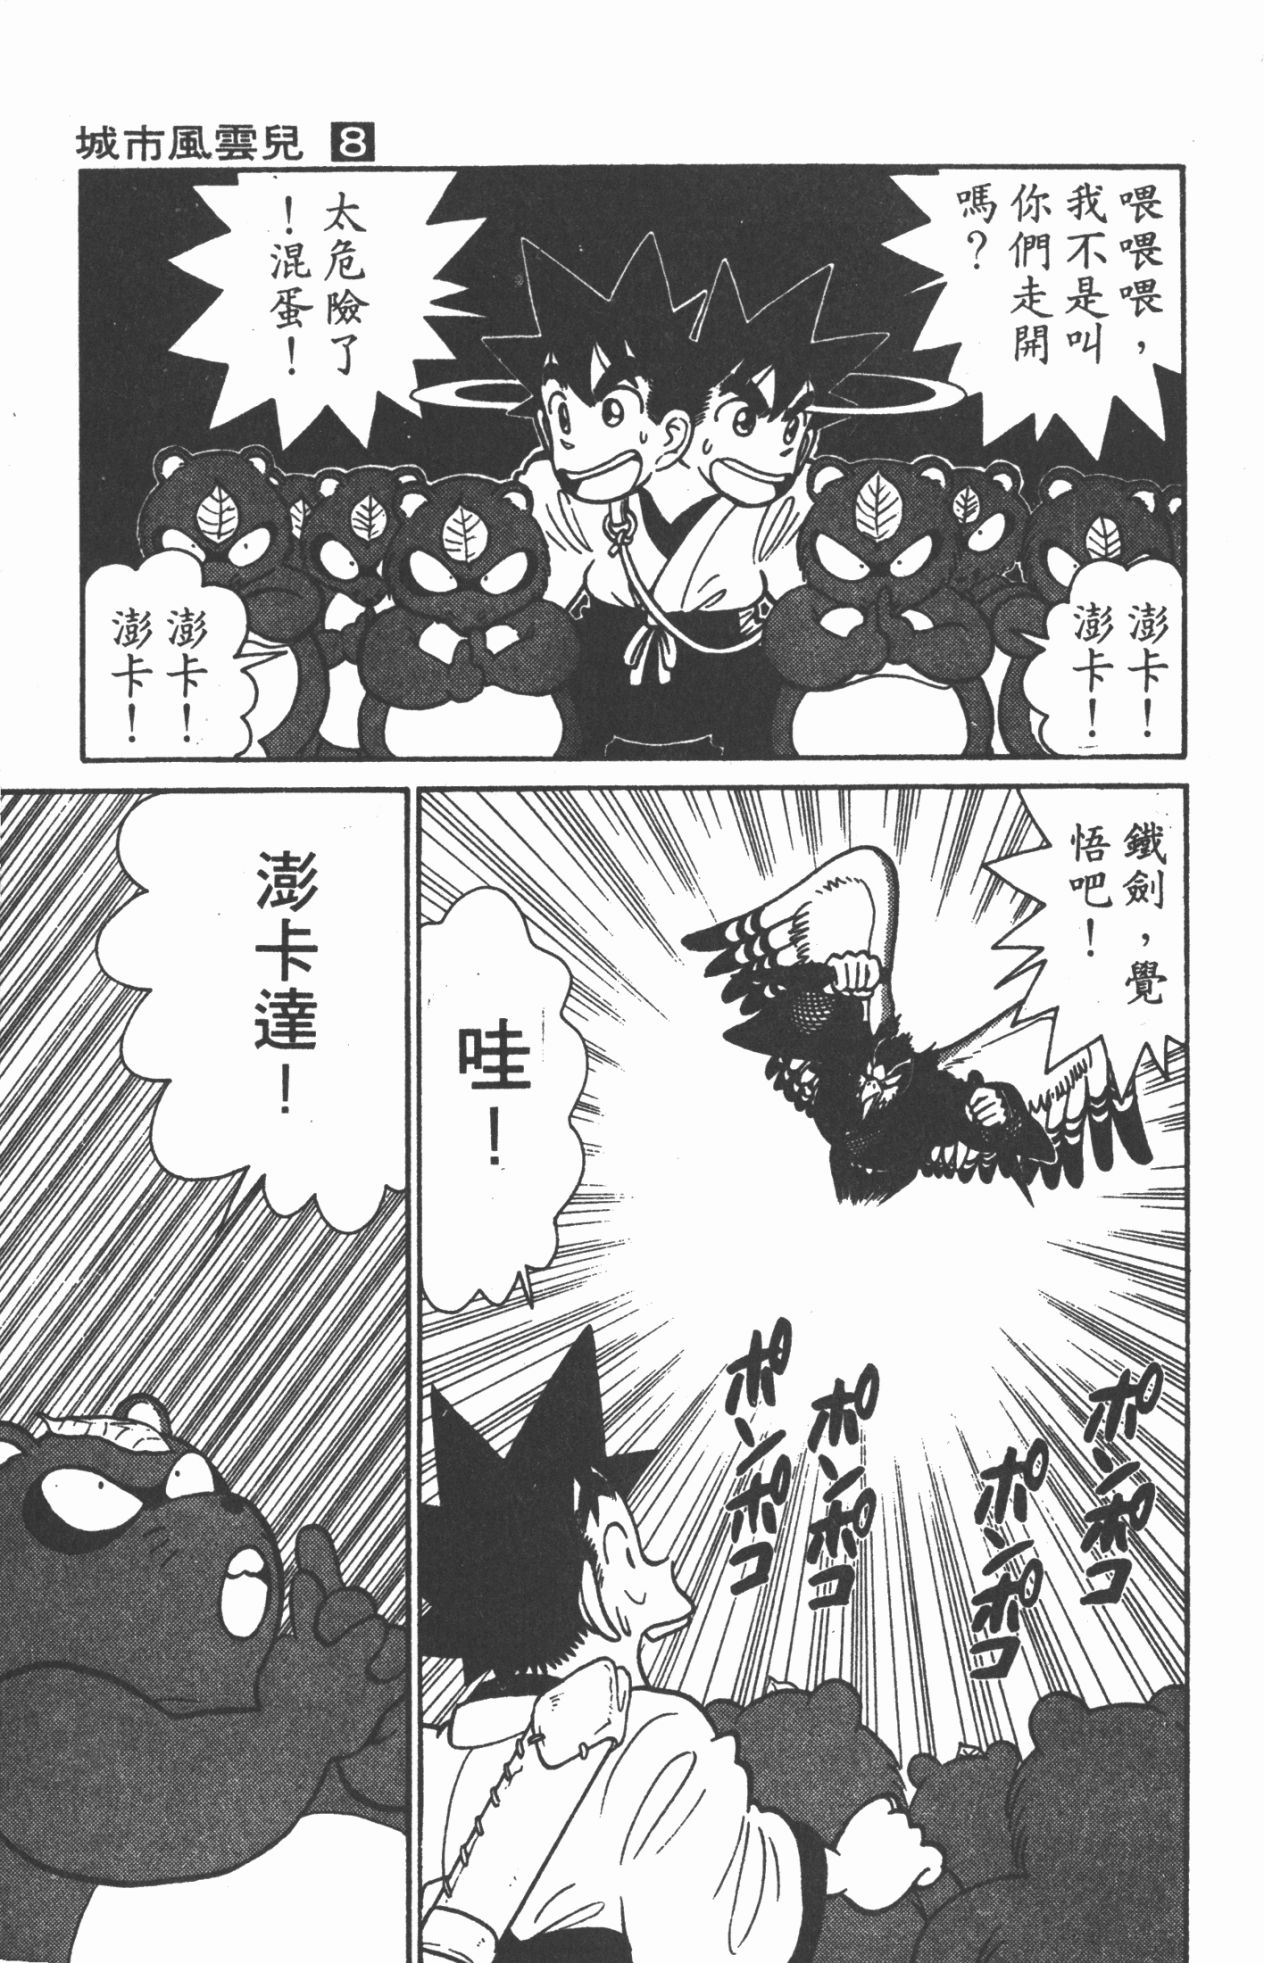 城市風雲兒 8
喂喂喂，
我不是叫
你們走開
嗎？
太危險了
！混蛋！
澎卡！
澎卡！
澎卡！
澎卡！
鐵劍，覺
悟吧！
哇！
ポンポコ
ポンポコ
ポンポコ
ポンポコ
澎卡達！